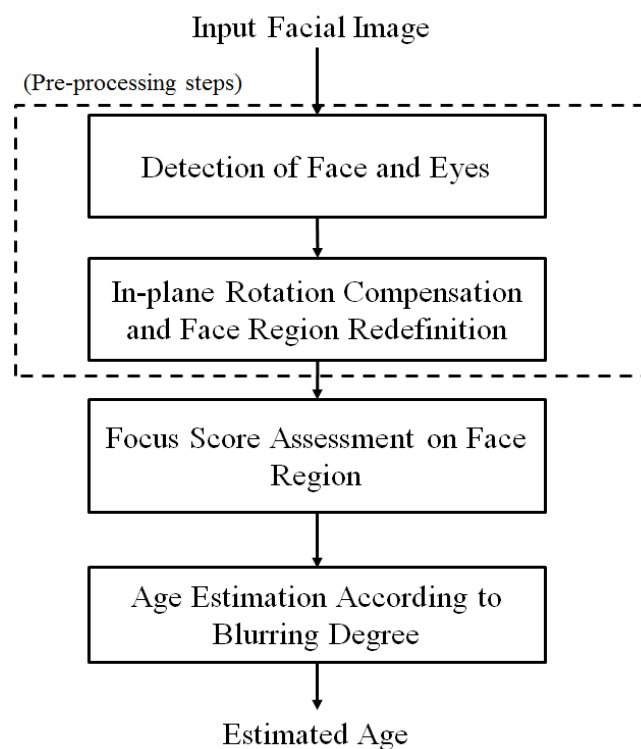 Input Facial Image
(Pre-processing steps)
Detection of Face and Eyes
In-plane Rotation Compensation
and Face Region Redefinition
Focus Score Assessment on Face
Region
Age Estimation According to
Blurring Degree
Estimated Age